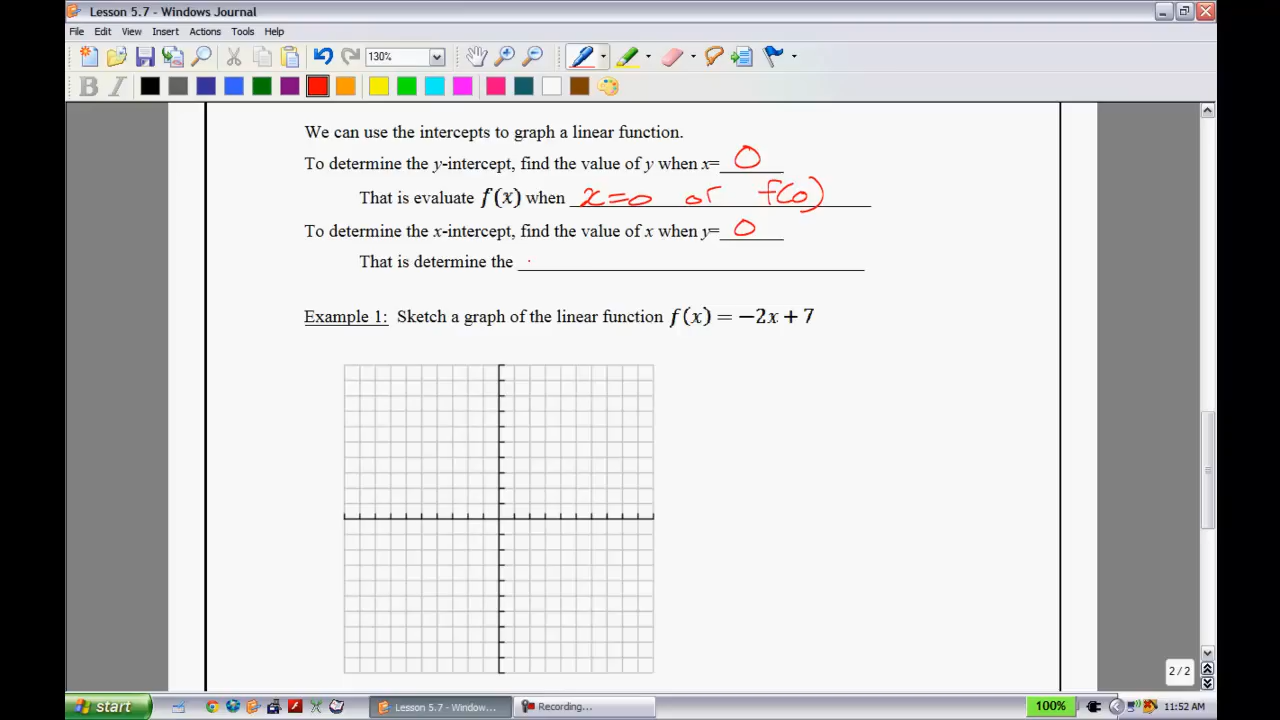 Lesson 5.7 - Windows Journal
File Edit View Insert Actions Tools Help
130%
B I
We can use the intercepts to graph a linear function.
To determine the y-intercept, find the value of y when x= 0
That is evaluate f(x) when x=0 or f(0)
To determine the x-intercept, find the value of x when y= 0
That is determine the
Example 1: Sketch a graph of the linear function f(x) = −2x + 7
2/2
start
Lesson 5.7 - Window...
Recording...
100%
11:52 AM